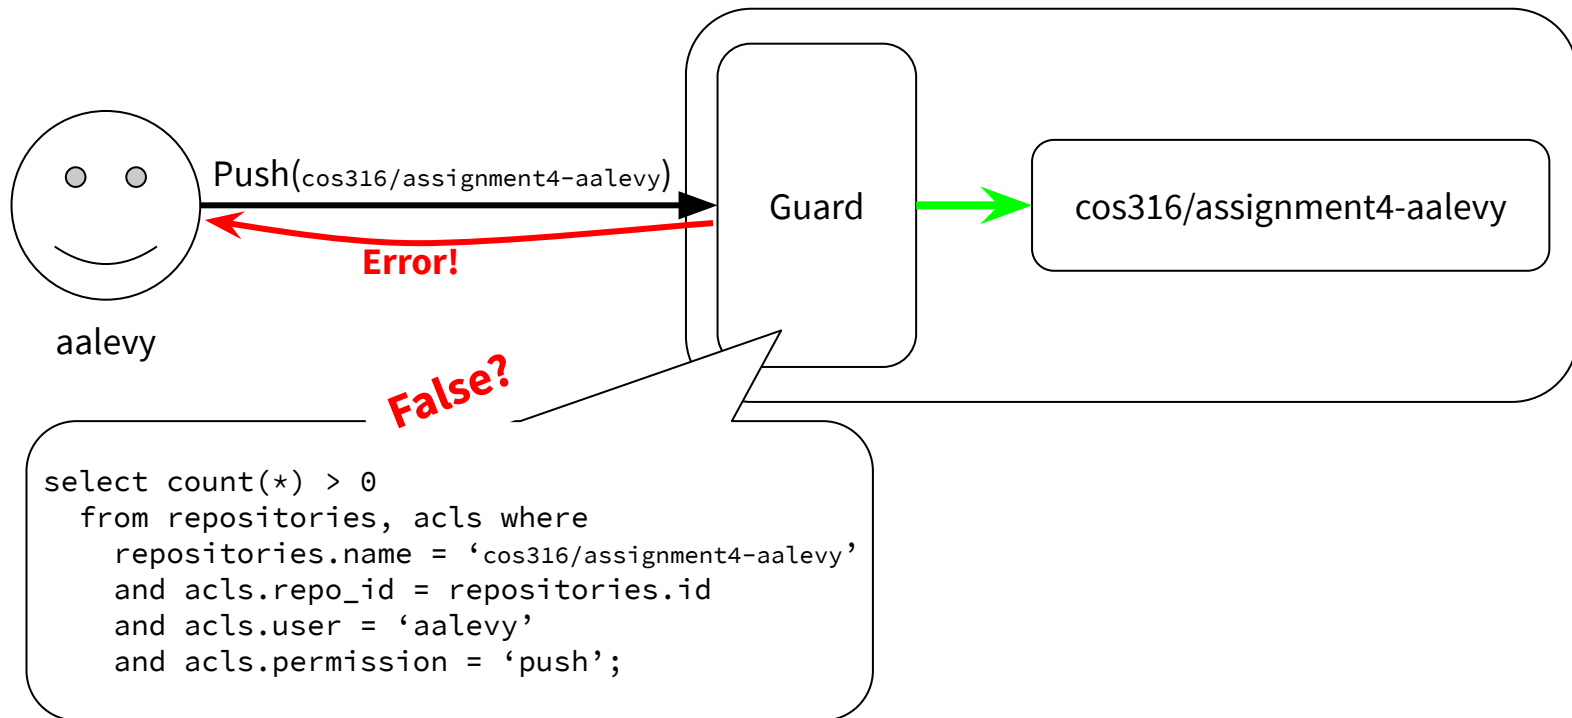 Push(cos316/assignment4-aalevy)
Guard
cos316/assignment4-aalevy
Error!
aalevy
False?
select count(*) > 0
from repositories, acls where
repositories.name = ‘cos316/assignment4-aalevy’
and acls.repo_id = repositories.id
and acls.user = ‘aalevy’
and acls.permission = ‘push’;